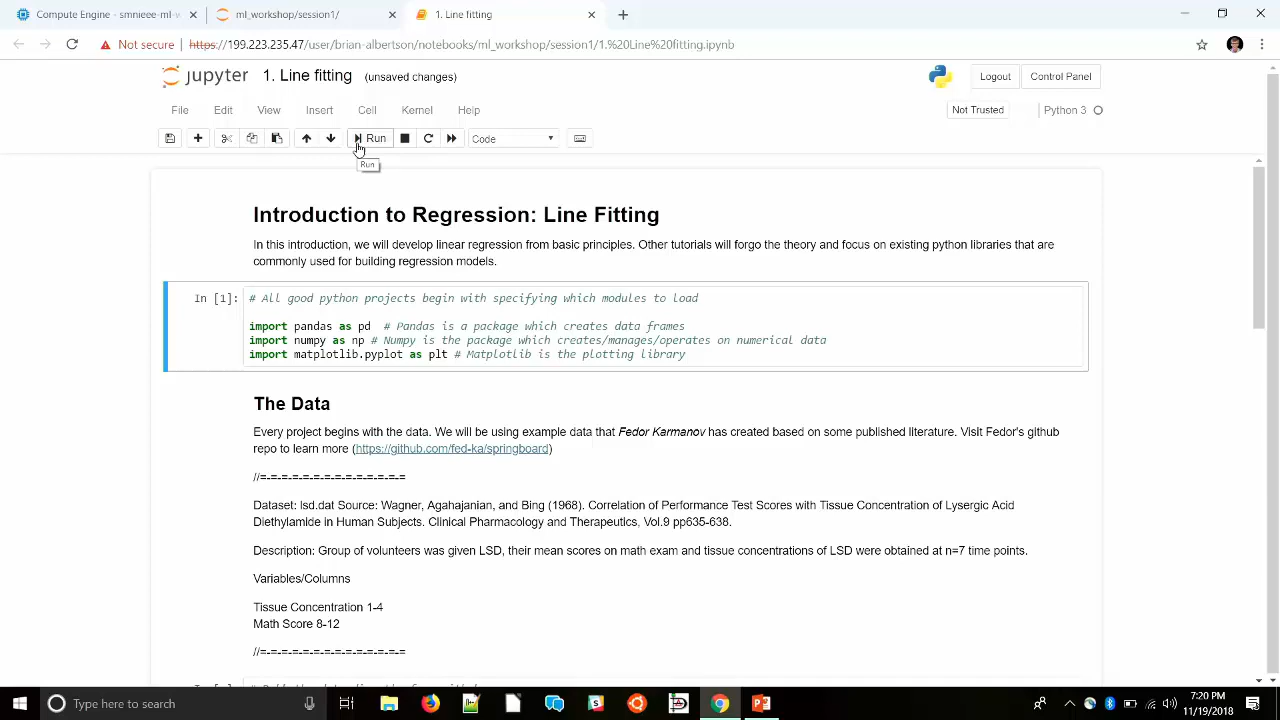 Compute Engine - smnieee-ml-w
ml_workshop/session1/
1. Line fitting
Not secure
https://199.223.235.47/user/brian-albertson/notebooks/ml_workshop/session1/1.%20Line%20fitting.ipynb
jupyter 1. Line fitting (unsaved changes)
Logout
Control Panel
File Edit View Insert Cell Kernel Help
Not Trusted
Python 3
Run
Code
Run
Introduction to Regression: Line Fitting
In this introduction, we will develop linear regression from basic principles. Other tutorials will forgo the theory and focus on existing python libraries that are
commonly used for building regression models.
In [1]: # All good python projects begin with specifying which modules to load
import pandas as pd # Pandas is a package which creates data frames
import numpy as np # Numpy is the package which creates/manages/operates on numerical data
import matplotlib.pyplot as plt # Matplotlib is the plotting library
The Data
Every project begins with the data. We will be using example data that Fedor Karmanov has created based on some published literature. Visit Fedor's github
repo to learn more (https://github.com/fed-ka/springboard)
//=-=-=-=-=-=-=-=-=-=-=-=-=-=
Dataset: lsd.dat Source: Wagner, Agahajanian, and Bing (1968). Correlation of Performance Test Scores with Tissue Concentration of Lysergic Acid
Diethylamide in Human Subjects. Clinical Pharmacology and Therapeutics, Vol.9 pp635-638.
Description: Group of volunteers was given LSD, their mean scores on math exam and tissue concentrations of LSD were obtained at n=7 time points.
Variables/Columns
Tissue Concentration 1-4
Math Score 8-12
//=-=-=-=-=-=-=-=-=-=-=-=-=-=
Type here to search
7:20 PM
11/19/2018